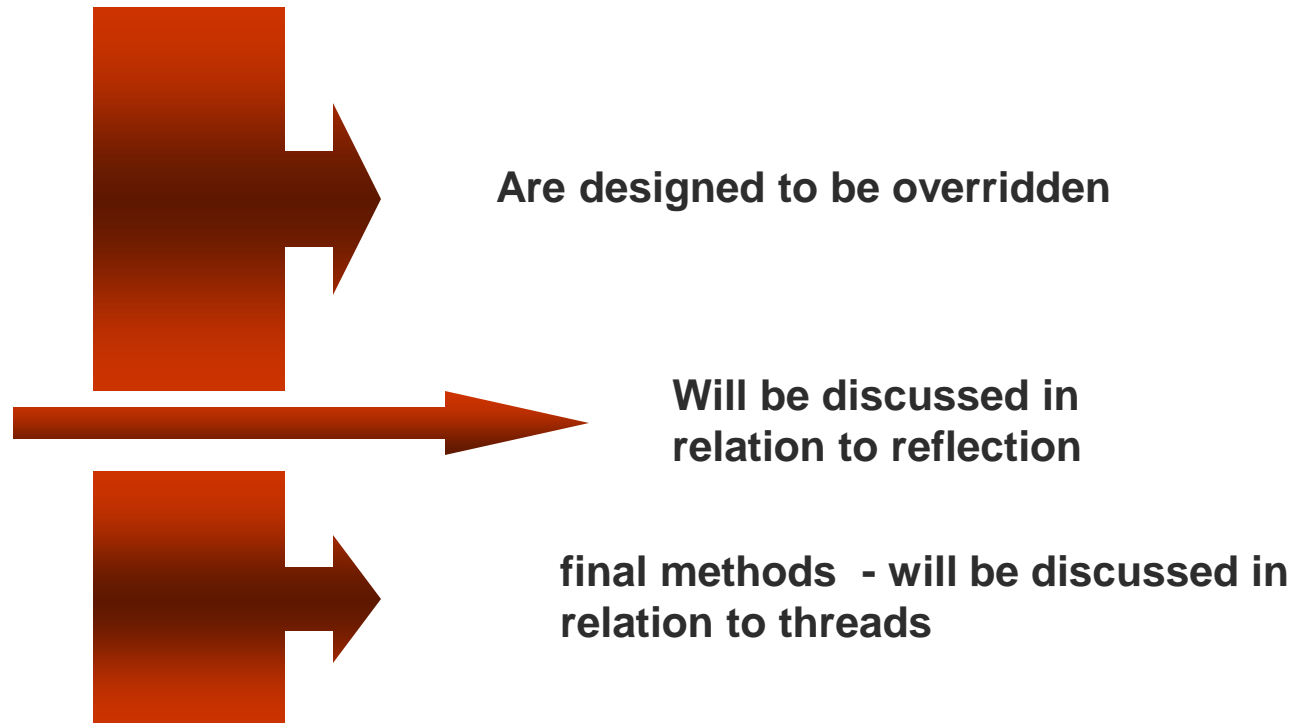 Are designed to be overridden
Will be discussed in
relation to reflection
final methods - will be discussed in
relation to threads